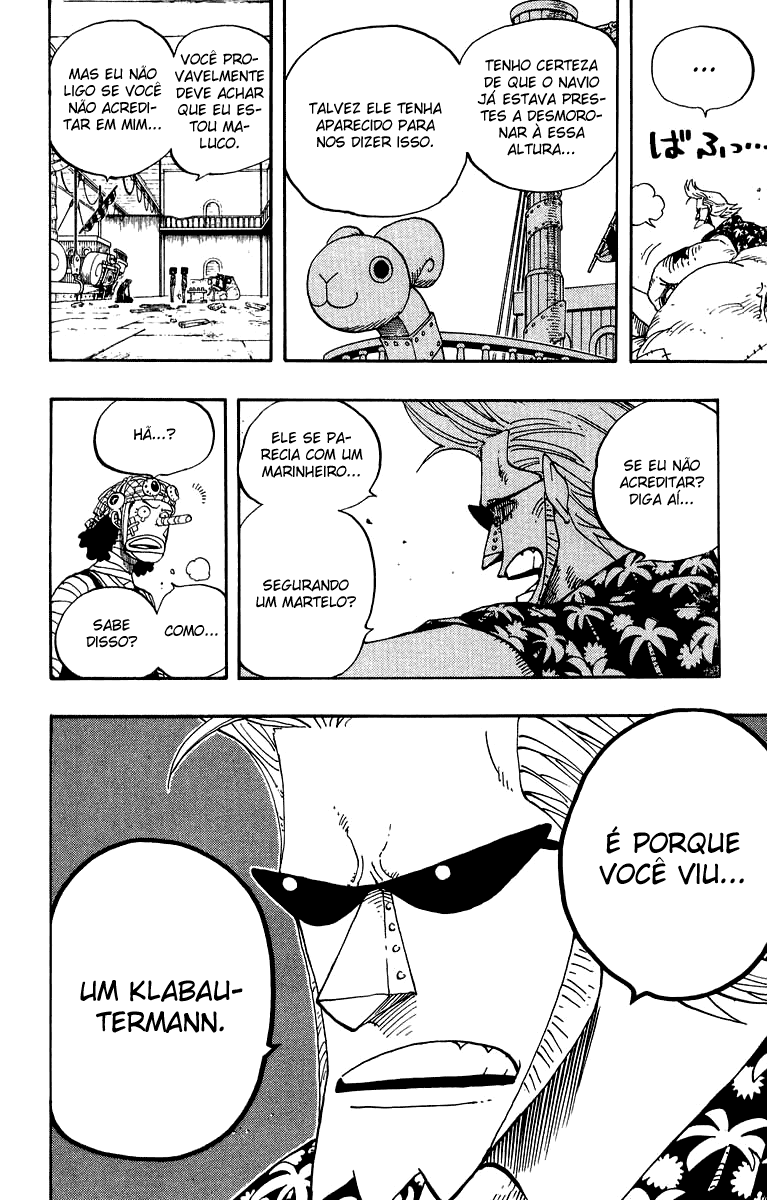 ...
ばふっ…
TENHO CERTEZA
DE QUE O NAVIO
JÁ ESTAVA PRES-
TES A DESMORO-
NAR À ESSA
ALTURA...
TALVEZ ELE TENHA
APARECIDO PARA
NOS DIZER ISSO.
VOCÊ PRO-
VAVELMENTE
DEVE ACHAR
QUE EU ES-
TOU MA-
LUCO.
MAS EU NÃO
LIGO SE VOCÊ
NÃO ACREDI-
TAR EM MIM...
SE EU NÃO
ACREDITAR?
DIGA AÍ...
ELE SE PA-
RECIA COM UM
MARINHEIRO...
SEGURANDO
UM MARTELO?
HÃ...?
COMO...
SABE
DISSO?
É PORQUE
VOCÊ VIU...
UM KLABAU-
TERMANN.